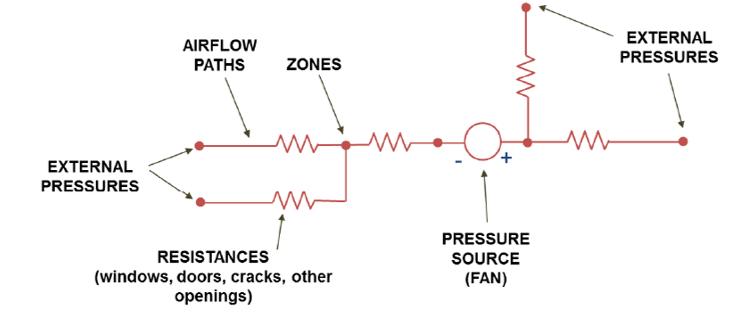 AIRFLOW
PATHS
ZONES
EXTERNAL
PRESSURES
EXTERNAL
PRESSURES
-
+
RESISTANCES
(windows, doors, cracks, other
openings)
PRESSURE
SOURCE
(FAN)